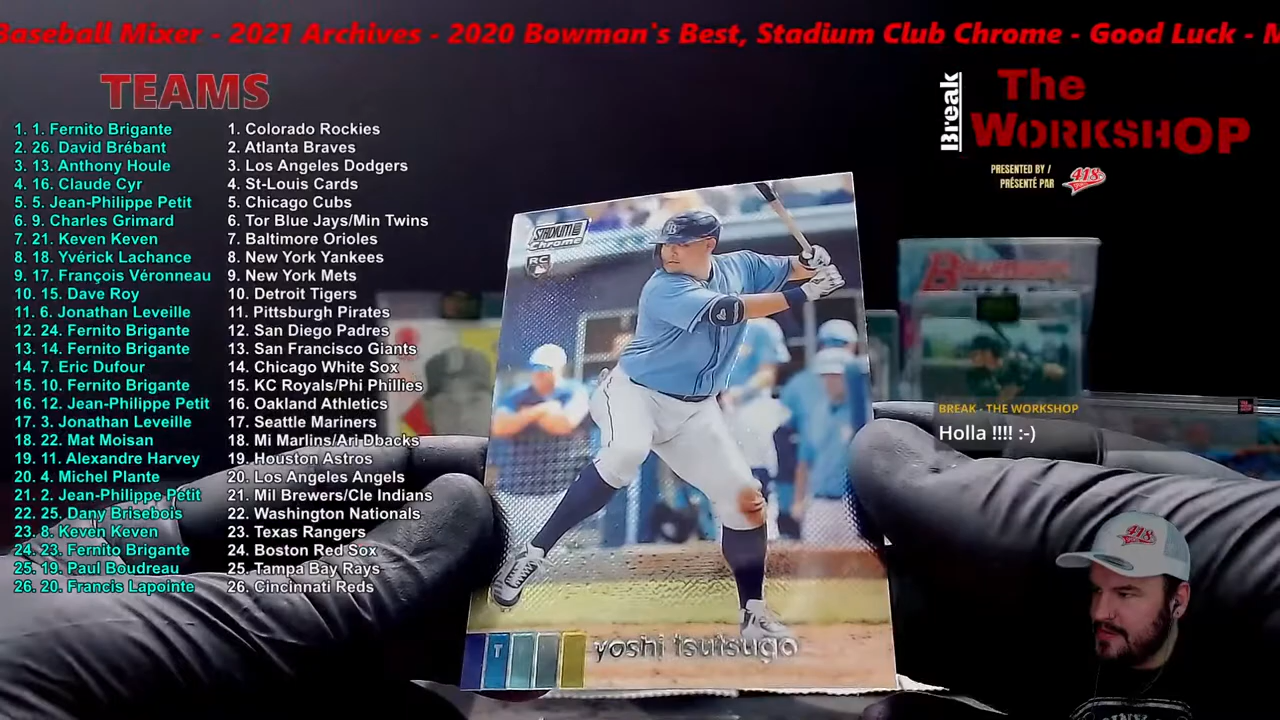 Baseball Mixer - 2021 Archives - 2020 Bowman's Best, Stadium Club Chrome - Good Luck - M
TEAMS
1. 1. Fernito Brigante 1. Colorado Rockies
2. 26. David Brébant 2. Atlanta Braves
3. 13. Anthony Houle 3. Los Angeles Dodgers
4. 16. Claude Cyr 4. St-Louis Cards
5. 5. Jean-Philippe Petit 5. Chicago Cubs
6. 9. Charles Grimard 6. Tor Blue Jays/Min Twins
7. 21. Keven Keven 7. Baltimore Orioles
8. 18. Yvérick Lachance 8. New York Yankees
9. 17. François Véronneau 9. New York Mets
10. 15. Dave Roy 10. Detroit Tigers
11. 6. Jonathan Leveille 11. Pittsburgh Pirates
12. 24. Fernito Brigante 12. San Diego Padres
13. 14. Fernito Brigante 13. San Francisco Giants
14. 7. Eric Dufour 14. Chicago White Sox
15. 10. Fernito Brigante 15. KC Royals/Phi Phillies
16. 12. Jean-Philippe Petit 16. Oakland Athletics
17. 3. Jonathan Leveille 17. Seattle Mariners
18. 22. Mat Moisan 18. Mi Marlins/Ari Dbacks
19. 11. Alexandre Harvey 19. Houston Astros
20. 4. Michel Plante 20. Los Angeles Angels
21. 2. Jean-Philippe Petit 21. Mil Brewers/Cle Indians
22. 25. Dany Brisebois 22. Washington Nationals
23. 8. Keven Keven 23. Texas Rangers
24. 23. Fernito Brigante 24. Boston Red Sox
25. 19. Paul Boudreau 25. Tampa Bay Rays
26. 20. Francis Lapointe 26. Cincinnati Reds
Break
The
WORKSHOP
PRESENTED BY /
PRÉSENTÉ PAR
418
STADIUM
Chrome
RC
T
yoshi tsutsugo
BREAK - THE WORKSHOP
Holla !!!! :-)
418